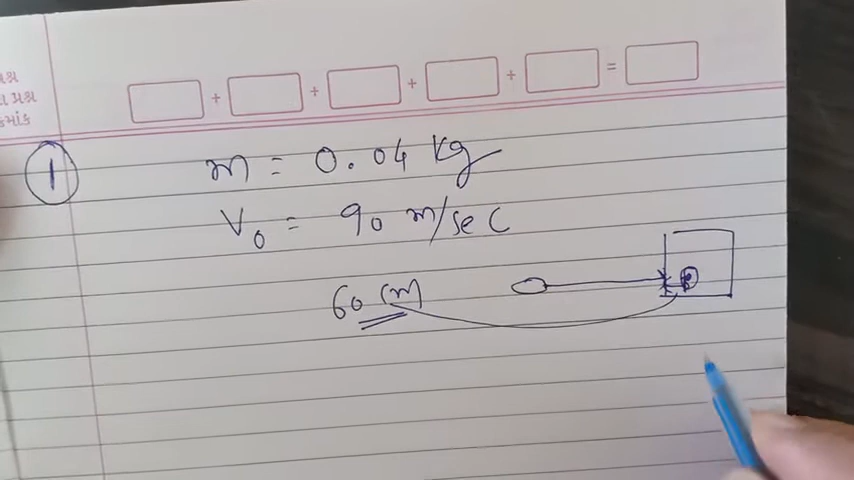 + + + + =
1
m = 0.04 kg
V₀ = 90 m/sec
60 cm